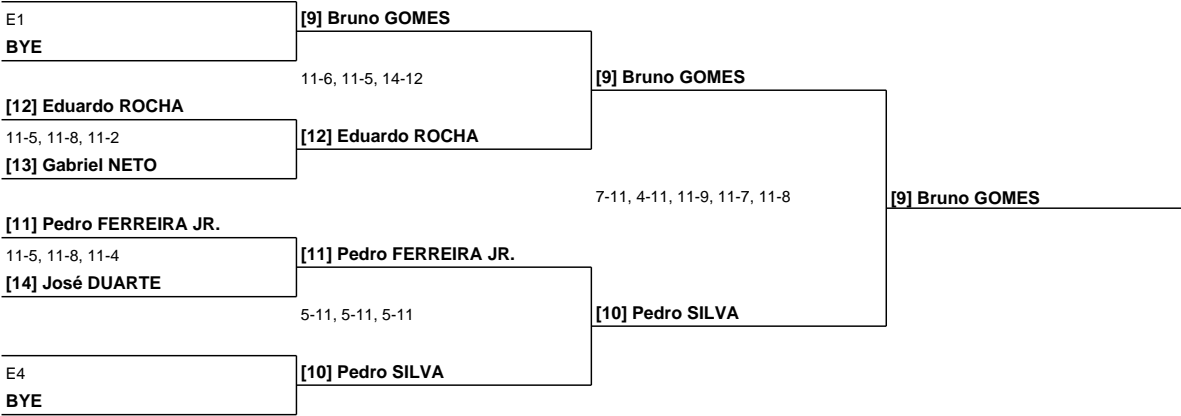 E1
BYE
[9] Bruno GOMES
11-6, 11-5, 14-12
[9] Bruno GOMES
[12] Eduardo ROCHA
11-5, 11-8, 11-2
[13] Gabriel NETO
[12] Eduardo ROCHA
7-11, 4-11, 11-9, 11-7, 11-8
[9] Bruno GOMES
[11] Pedro FERREIRA JR.
11-5, 11-8, 11-4
[14] José DUARTE
[11] Pedro FERREIRA JR.
5-11, 5-11, 5-11
[10] Pedro SILVA
E4
BYE
[10] Pedro SILVA